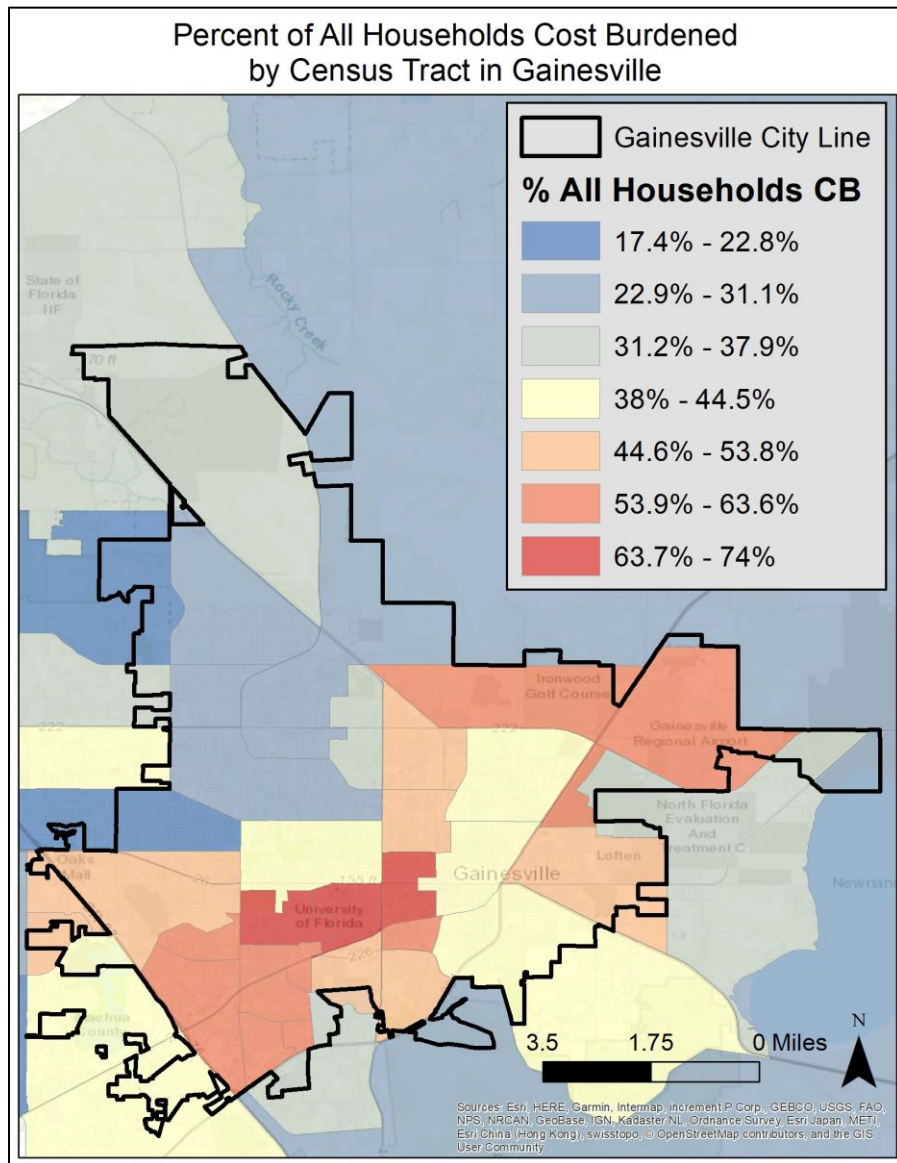 Percent of All Households Cost Burdened
by Census Tract in Gainesville
Gainesville City Line
% All Households CB
17.4% - 22.8%
22.9% - 31.1%
31.2% - 37.9%
38% - 44.5%
44.6% - 53.8%
53.9% - 63.6%
63.7% - 74%
State of
Florida
Rocky Creek
70 ft
Ironwood
Golf Course
222
222
Gainesville
Regional Airport
North Florida
Evaluation
And
Treatment C
Loften
Newnan
Oaks
Mall
26
155 ft
Gainesville
University
of Florida
226
3.5 1.75 0 Miles
N
Sources: Esri, HERE, Garmin, Intermap, increment P Corp., GEBCO, USGS, FAO,
NPS, NRCAN, GeoBase, IGN, Kadaster NL, Ordnance Survey, Esri Japan, METI,
Esri China (Hong Kong), swisstopo, © OpenStreetMap contributors, and the GIS
User Community